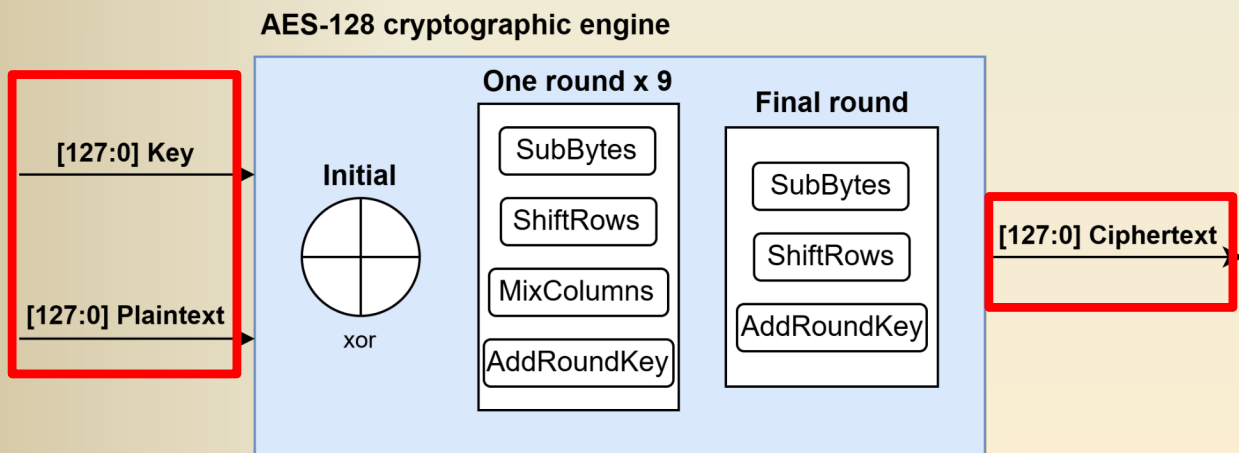 AES-128 cryptographic engine
[127:0] Key
[127:0] Plaintext
Initial
xor
One round x 9
SubBytes
ShiftRows
MixColumns
AddRoundKey
Final round
SubBytes
ShiftRows
AddRoundKey
[127:0] Ciphertext